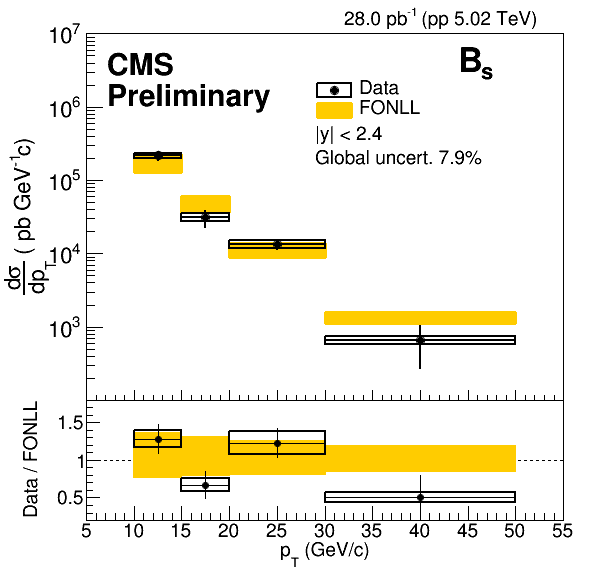 28.0 pb⁻¹ (pp 5.02 TeV)
CMS
Preliminary
Bₛ
Data
FONLL
|y| < 2.4
Global uncert. 7.9%
dσ/dp_T ( pb GeV⁻¹c)
10⁷
10⁶
10⁵
10⁴
10³
Data / FONLL
1.5
1
0.5
5 10 15 20 25 30 35 40 45 50 55
p_T (GeV/c)